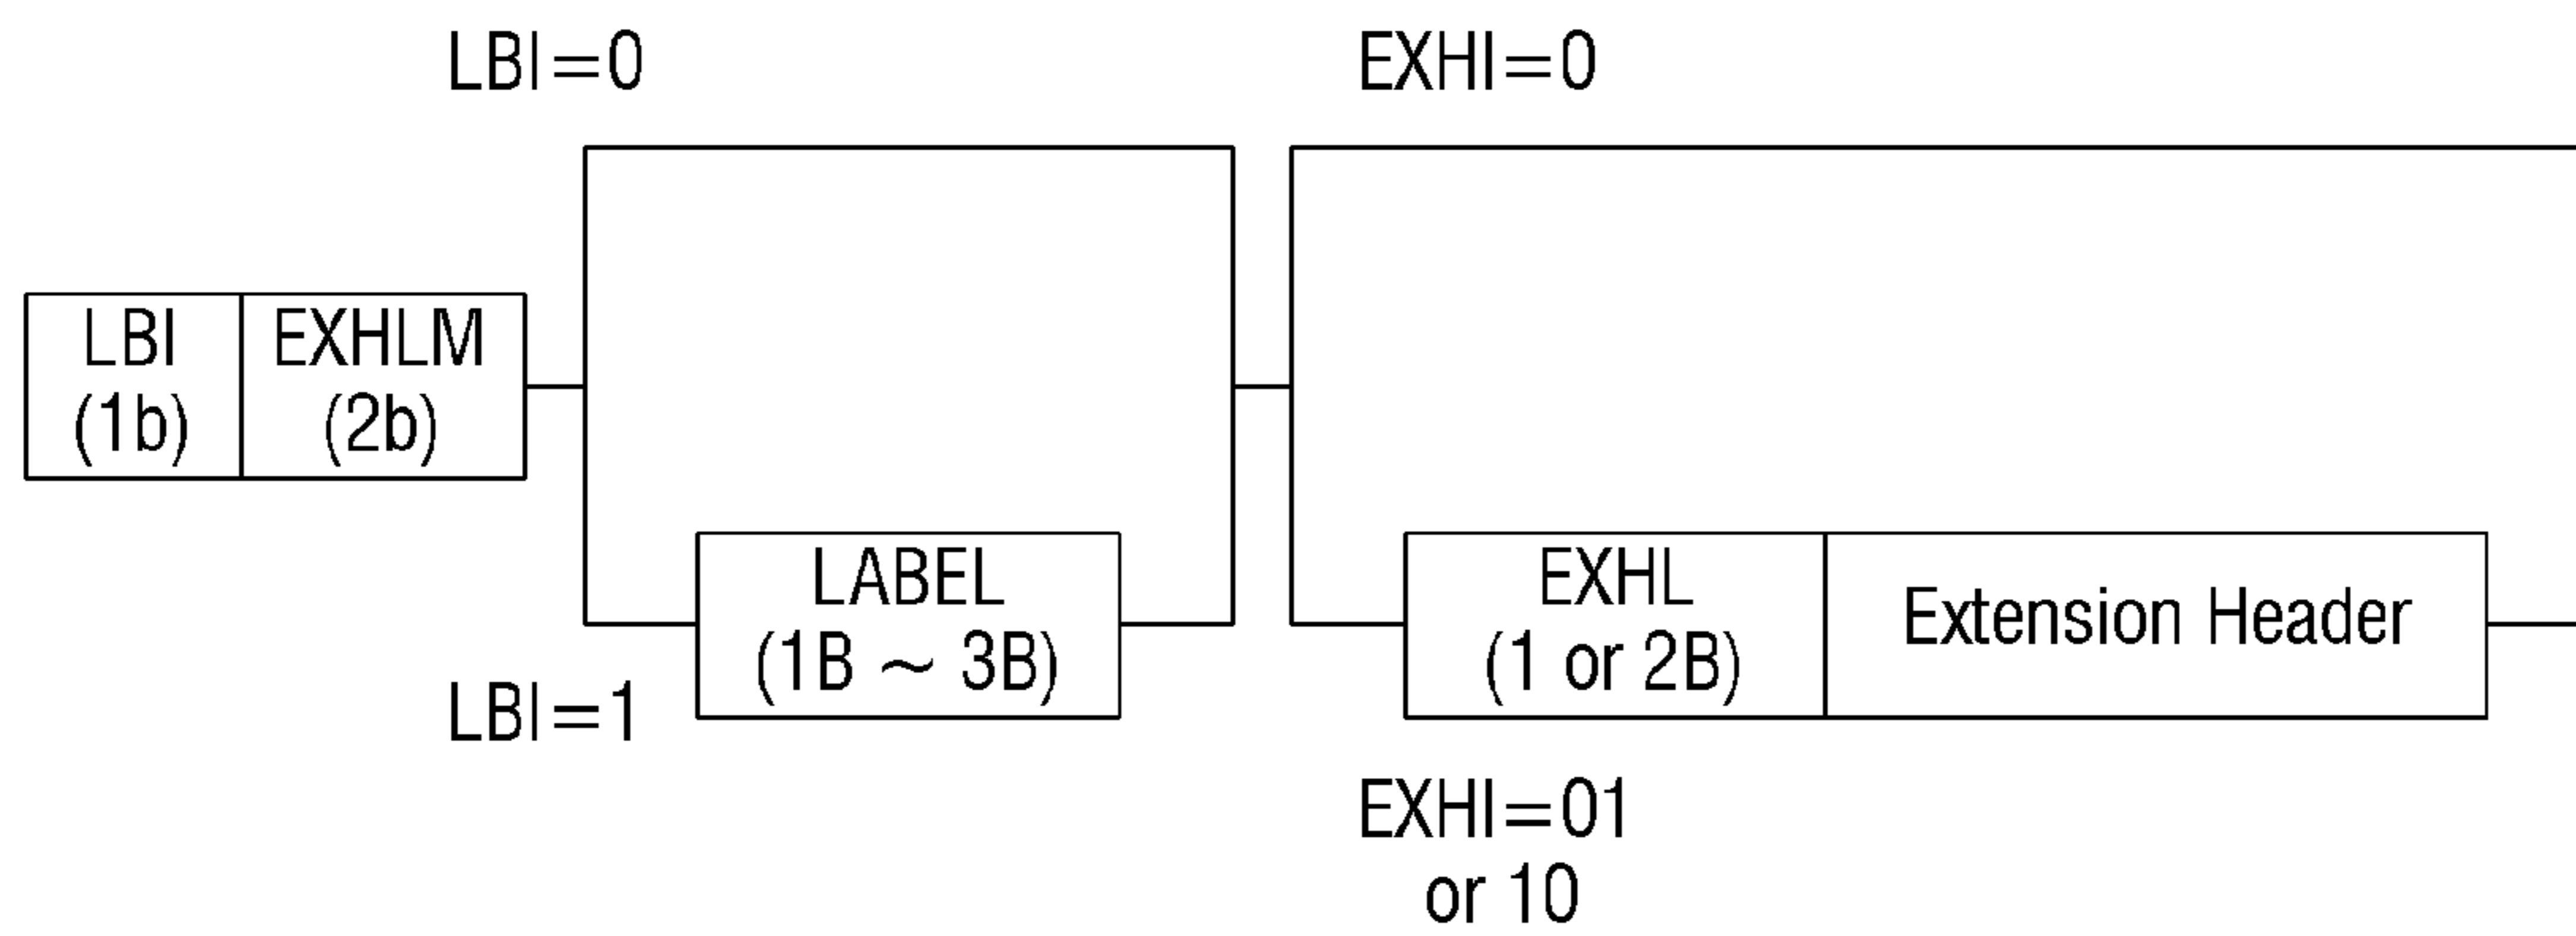 LBI=0
EXHI=0
LBI
(1b)
EXHLM
(2b)
LABEL
(1B ~ 3B)
EXHL
(1 or 2B)
Extension Header
LBI=1
EXHI=01
or 10